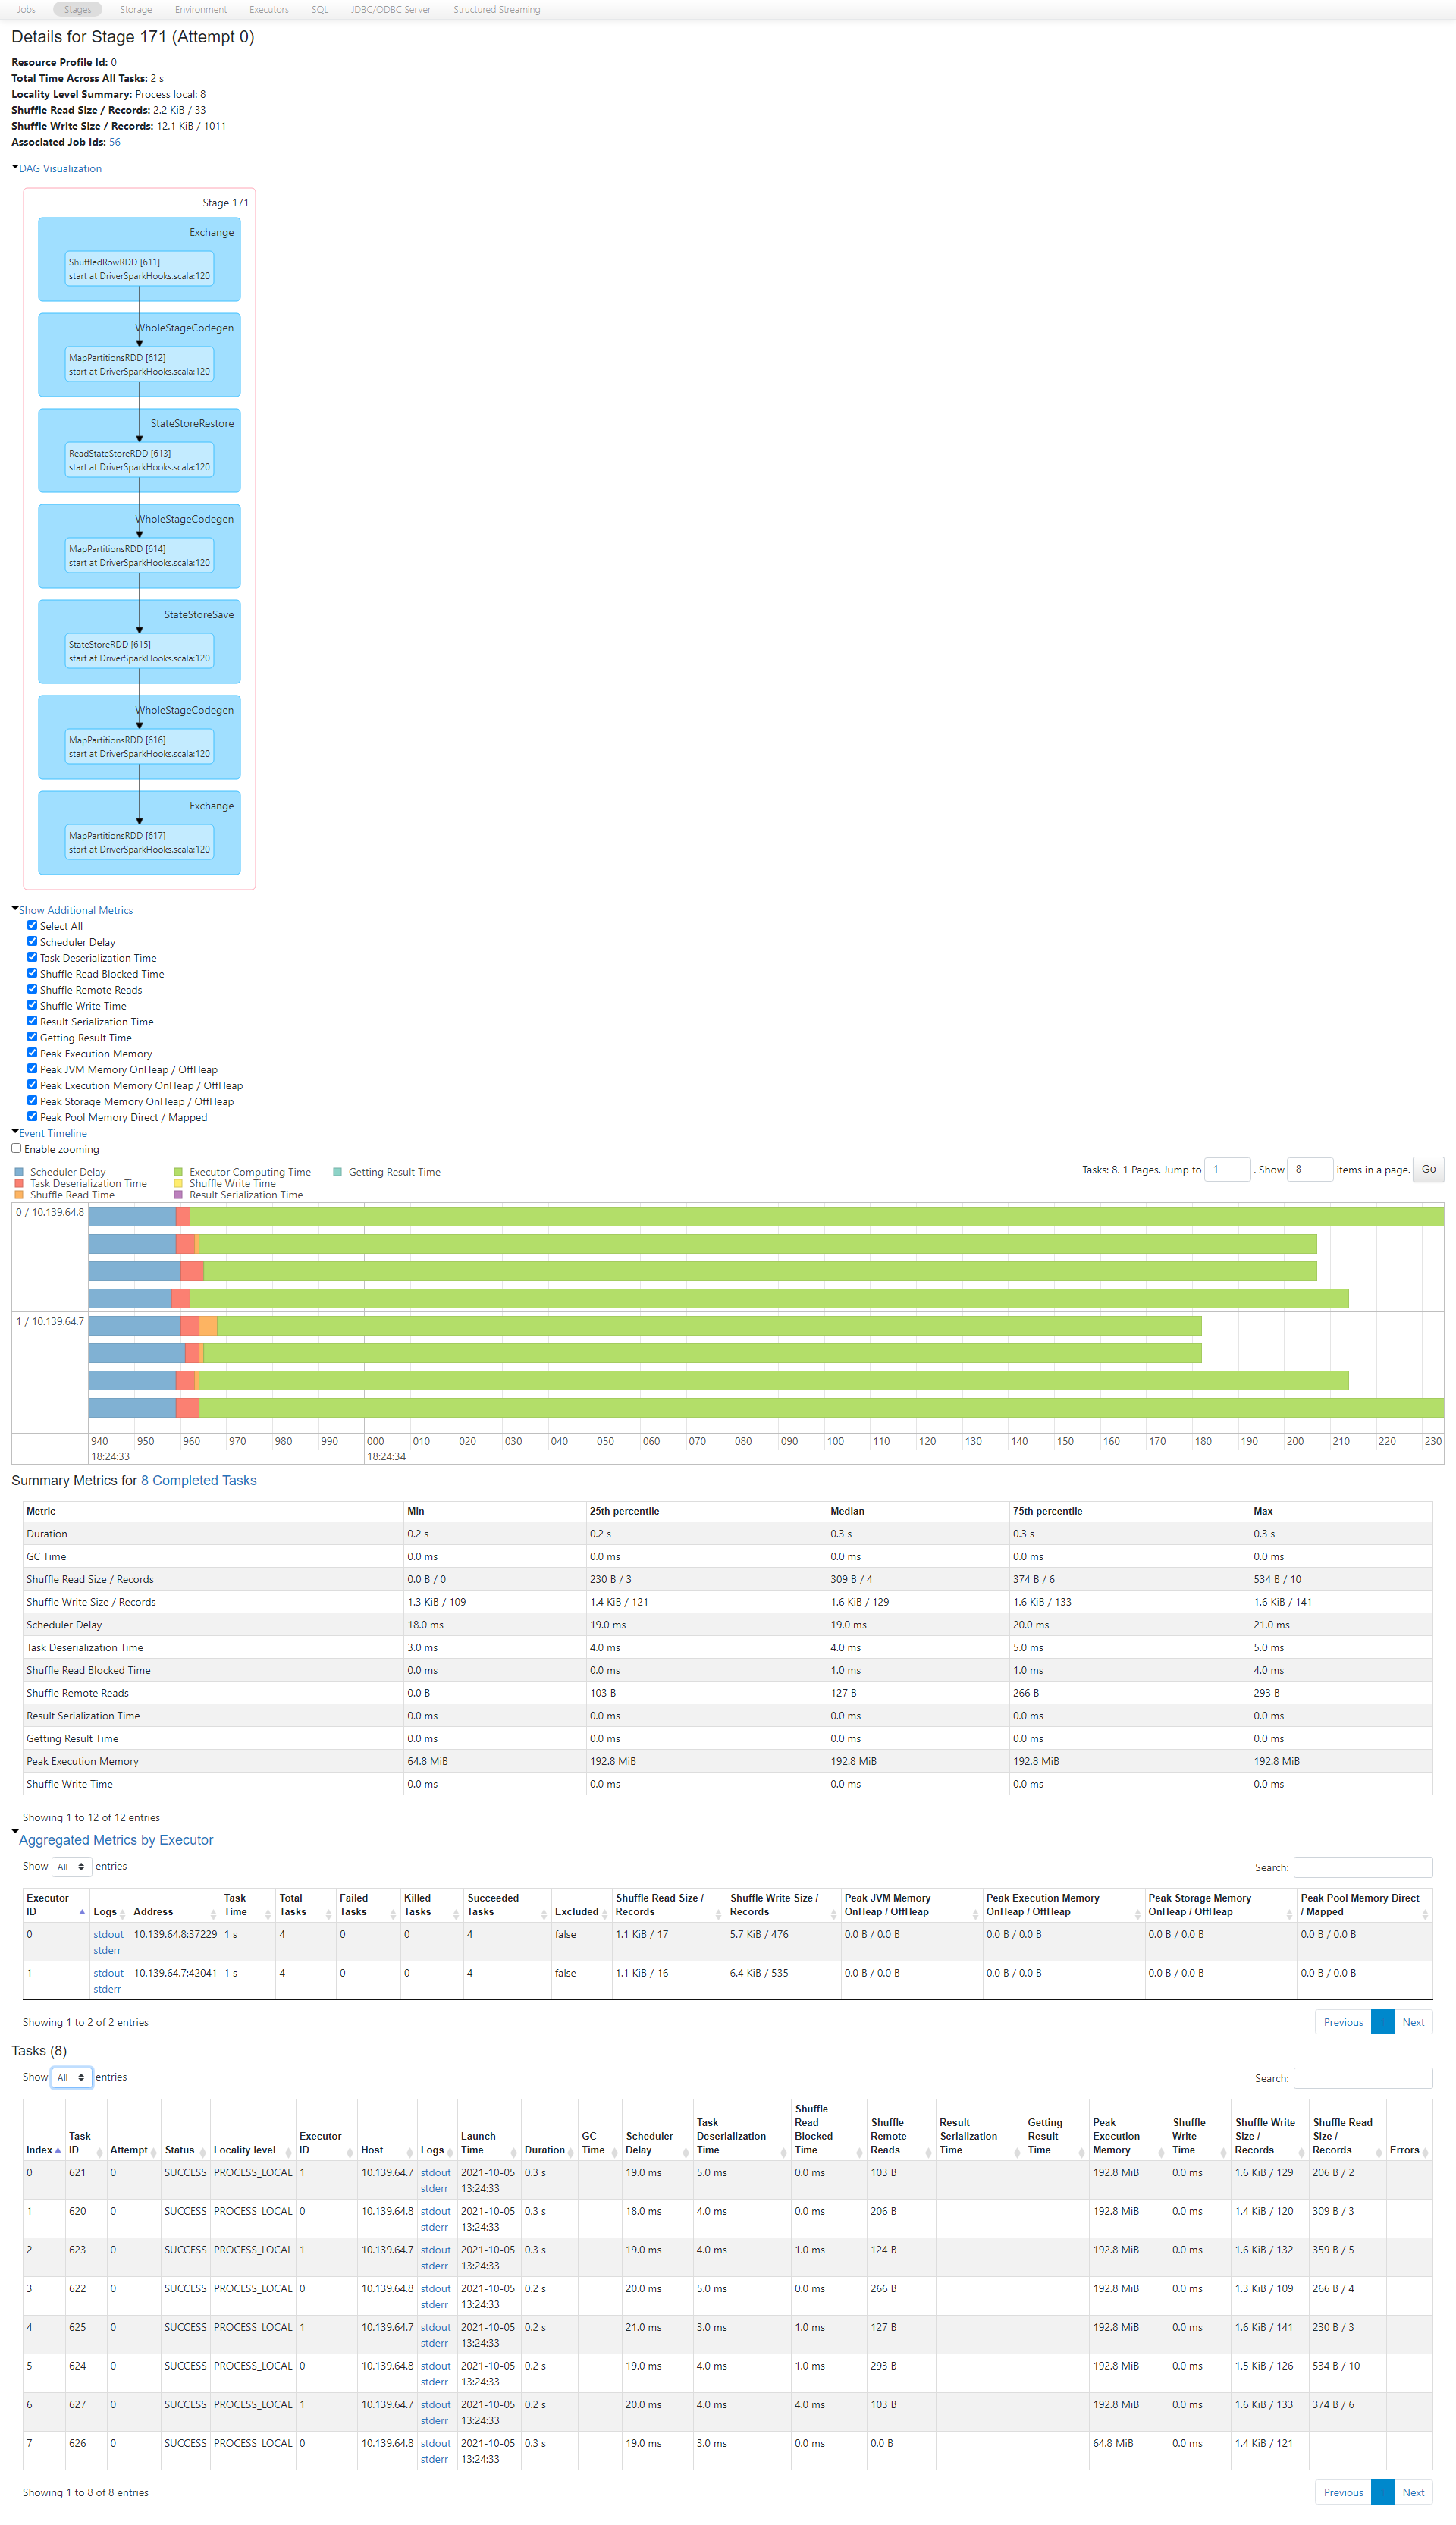 Jobs Stages Storage Environment Executors SQL JDBC/ODBC Server Structured Streaming
Details for Stage 171 (Attempt 0)
Resource Profile Id: 0
Total Time Across All Tasks: 2 s
Locality Level Summary: Process local: 8
Shuffle Read Size / Records: 2.2 KiB / 33
Shuffle Write Size / Records: 12.1 KiB / 1011
Associated Job Ids: 56
DAG Visualization
Stage 171
Exchange
ShuffledRowRDD [611]
start at DriverSparkHooks.scala:120
WholeStageCodegen
MapPartitionsRDD [612]
start at DriverSparkHooks.scala:120
StateStoreRestore
ReadStateStoreRDD [613]
start at DriverSparkHooks.scala:120
WholeStageCodegen
MapPartitionsRDD [614]
start at DriverSparkHooks.scala:120
StateStoreSave
StateStoreRDD [615]
start at DriverSparkHooks.scala:120
WholeStageCodegen
MapPartitionsRDD [616]
start at DriverSparkHooks.scala:120
Exchange
MapPartitionsRDD [617]
start at DriverSparkHooks.scala:120
Show Additional Metrics
Select All
Scheduler Delay
Task Deserialization Time
Shuffle Read Blocked Time
Shuffle Remote Reads
Shuffle Write Time
Result Serialization Time
Getting Result Time
Peak Execution Memory
Peak JVM Memory OnHeap / OffHeap
Peak Execution Memory OnHeap / OffHeap
Peak Storage Memory OnHeap / OffHeap
Peak Pool Memory Direct / Mapped
Event Timeline
Enable zooming
Scheduler Delay Executor Computing Time Getting Result Time Tasks: 8. 1 Pages. Jump to 1 . Show 8 items in a page. Go
Task Deserialization Time Shuffle Write Time
Shuffle Read Time Result Serialization Time
0 / 10.139.64.8
1 / 10.139.64.7
940 950 960 970 980 990 000 010 020 030 040 050 060 070 080 090 100 110 120 130 140 150 160 170 180 190 200 210 220 230
18:24:33 18:24:34
Summary Metrics for 8 Completed Tasks
Metric Min 25th percentile Median 75th percentile Max
Duration 0.2 s 0.2 s 0.3 s 0.3 s 0.3 s
GC Time 0.0 ms 0.0 ms 0.0 ms 0.0 ms 0.0 ms
Shuffle Read Size / Records 0.0 B / 0 230 B / 3 309 B / 4 374 B / 6 534 B / 10
Shuffle Write Size / Records 1.3 KiB / 109 1.4 KiB / 121 1.6 KiB / 129 1.6 KiB / 133 1.6 KiB / 141
Scheduler Delay 18.0 ms 19.0 ms 19.0 ms 20.0 ms 21.0 ms
Task Deserialization Time 3.0 ms 4.0 ms 4.0 ms 5.0 ms 5.0 ms
Shuffle Read Blocked Time 0.0 ms 0.0 ms 1.0 ms 1.0 ms 4.0 ms
Shuffle Remote Reads 0.0 B 103 B 127 B 266 B 293 B
Result Serialization Time 0.0 ms 0.0 ms 0.0 ms 0.0 ms 0.0 ms
Getting Result Time 0.0 ms 0.0 ms 0.0 ms 0.0 ms 0.0 ms
Peak Execution Memory 64.8 MiB 192.8 MiB 192.8 MiB 192.8 MiB 192.8 MiB
Shuffle Write Time 0.0 ms 0.0 ms 0.0 ms 0.0 ms 0.0 ms
Showing 1 to 12 of 12 entries
Aggregated Metrics by Executor
Show All entries Search:
Executor ID Logs Address Task Time Total Tasks Failed Tasks Killed Tasks Succeeded Tasks Excluded Shuffle Read Size / Records Shuffle Write Size / Records Peak JVM Memory OnHeap / OffHeap Peak Execution Memory OnHeap / OffHeap Peak Storage Memory OnHeap / OffHeap Peak Pool Memory Direct / Mapped
0 stdout 10.139.64.8:37229 1 s 4 0 0 4 false 1.1 KiB / 17 5.7 KiB / 476 0.0 B / 0.0 B 0.0 B / 0.0 B 0.0 B / 0.0 B 0.0 B / 0.0 B
stderr
1 stdout 10.139.64.7:42041 1 s 4 0 0 4 false 1.1 KiB / 16 6.4 KiB / 535 0.0 B / 0.0 B 0.0 B / 0.0 B 0.0 B / 0.0 B 0.0 B / 0.0 B
stderr
Showing 1 to 2 of 2 entries Previous Next
Tasks (8)
Show All entries Search:
Index Task ID Attempt Status Locality level Executor ID Host Logs Launch Time Duration GC Time Scheduler Delay Task Deserialization Time Shuffle Read Blocked Time Shuffle Remote Reads Result Serialization Time Getting Result Time Peak Execution Memory Shuffle Write Time Shuffle Write Size / Records Shuffle Read Size / Records Errors
0 621 0 SUCCESS PROCESS_LOCAL 1 10.139.64.7 stdout 2021-10-05 0.3 s 19.0 ms 5.0 ms 0.0 ms 103 B 192.8 MiB 0.0 ms 1.6 KiB / 129 206 B / 2
stderr 13:24:33
1 620 0 SUCCESS PROCESS_LOCAL 0 10.139.64.8 stdout 2021-10-05 0.3 s 18.0 ms 4.0 ms 0.0 ms 206 B 192.8 MiB 0.0 ms 1.4 KiB / 120 309 B / 3
stderr 13:24:33
2 623 0 SUCCESS PROCESS_LOCAL 1 10.139.64.7 stdout 2021-10-05 0.3 s 19.0 ms 4.0 ms 1.0 ms 124 B 192.8 MiB 0.0 ms 1.6 KiB / 132 359 B / 5
stderr 13:24:33
3 622 0 SUCCESS PROCESS_LOCAL 0 10.139.64.8 stdout 2021-10-05 0.2 s 20.0 ms 5.0 ms 0.0 ms 266 B 192.8 MiB 0.0 ms 1.3 KiB / 109 266 B / 4
stderr 13:24:33
4 625 0 SUCCESS PROCESS_LOCAL 1 10.139.64.7 stdout 2021-10-05 0.2 s 21.0 ms 3.0 ms 1.0 ms 127 B 192.8 MiB 0.0 ms 1.6 KiB / 141 230 B / 3
stderr 13:24:33
5 624 0 SUCCESS PROCESS_LOCAL 0 10.139.64.8 stdout 2021-10-05 0.2 s 19.0 ms 4.0 ms 1.0 ms 293 B 192.8 MiB 0.0 ms 1.5 KiB / 126 534 B / 10
stderr 13:24:33
6 627 0 SUCCESS PROCESS_LOCAL 1 10.139.64.7 stdout 2021-10-05 0.2 s 20.0 ms 4.0 ms 4.0 ms 103 B 192.8 MiB 0.0 ms 1.6 KiB / 133 374 B / 6
stderr 13:24:33
7 626 0 SUCCESS PROCESS_LOCAL 0 10.139.64.8 stdout 2021-10-05 0.3 s 19.0 ms 3.0 ms 0.0 ms 0.0 B 64.8 MiB 0.0 ms 1.4 KiB / 121
stderr 13:24:33
Showing 1 to 8 of 8 entries Previous Next